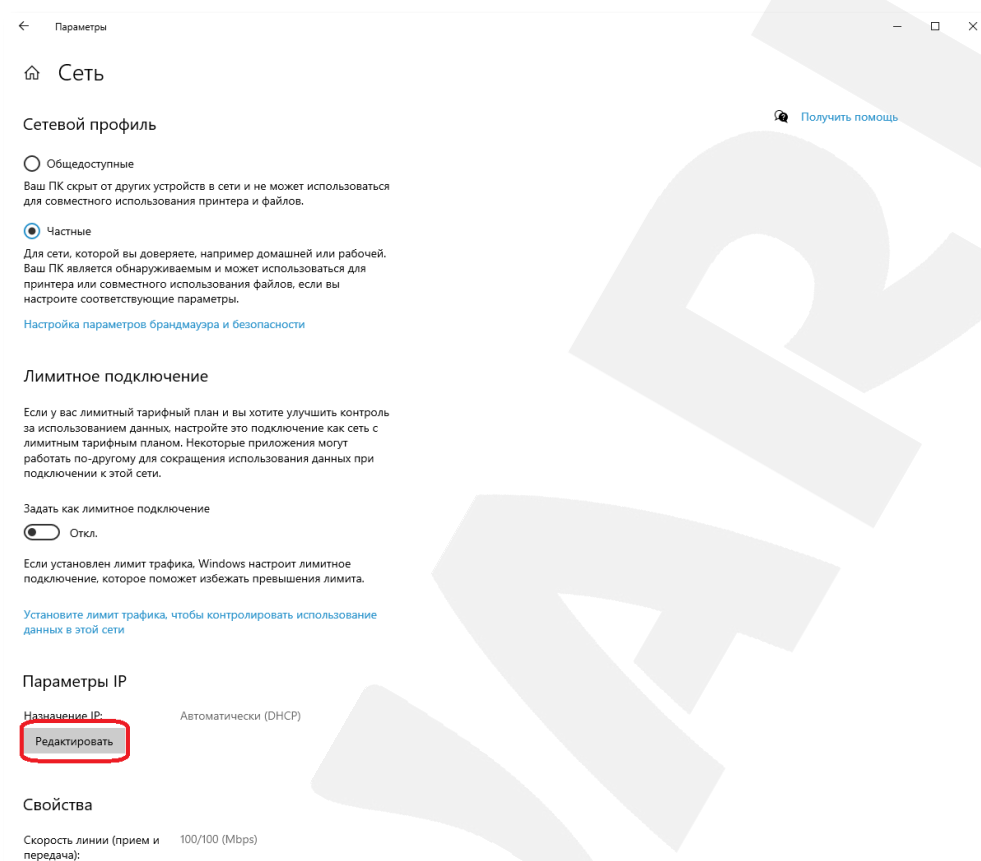 Параметры
Сеть
Получить помощь
Сетевой профиль
Общедоступные
Ваш ПК скрыт от других устройств в сети и не может использоваться
для совместного использования принтера и файлов.
Частные
Для сети, которой вы доверяете, например домашней или рабочей.
Ваш ПК является обнаруживаемым и может использоваться для
принтера или совместного использования файлов, если вы
настроите соответствующие параметры.
Настройка параметров брандмауэра и безопасности
Лимитное подключение
Если у вас лимитный тарифный план и вы хотите улучшить контроль
за использованием данных, настройте это подключение как сеть с
лимитным тарифным планом. Некоторые приложения могут
работать по-другому для сокращения использования данных при
подключении к этой сети.
Задать как лимитное подключение
Откл.
Если установлен лимит трафика, Windows настроит лимитное
подключение, которое поможет избежать превышения лимита.
Установите лимит трафика, чтобы контролировать использование
данных в этой сети
Параметры IP
Назначение IP: Автоматически (DHCP)
Редактировать
Свойства
Скорость линии (прием и 100/100 (Mbps)
передача):